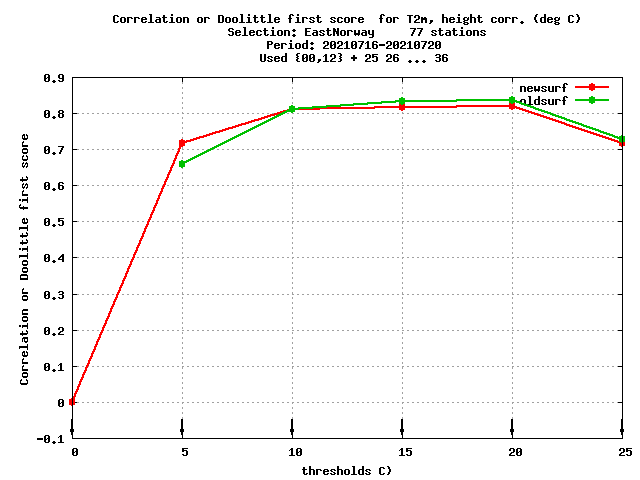 Correlation or Doolittle first score  for T2m, height corr. (deg C)
Selection: EastNorway     77 stations
Period: 20210716-20210720
Used {00,12} + 25 26 ... 36
newsurf
oldsurf
Correlation or Doolittle first score
0.9
0.8
0.7
0.6
0.5
0.4
0.3
0.2
0.1
0
-0.1
0 5 10 15 20 25
thresholds C)